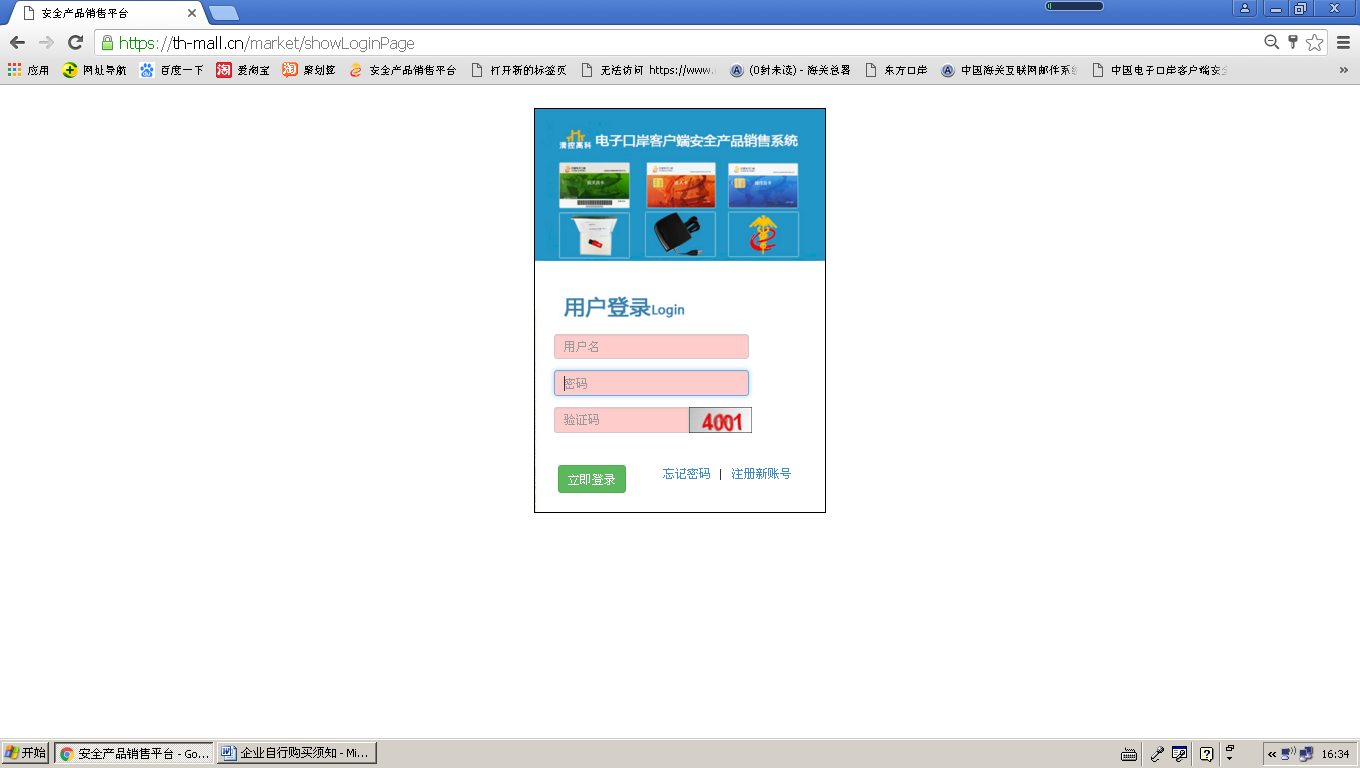 安全产品销售平台
https://th-mall.cn/market/showLoginPage
应用 网址导航 百度一下 爱淘宝 聚划算 安全产品销售平台 打开新的标签页 无法访问 https://www. (0封未读) - 海关总署 东方口岸 中国海关互联网邮件系 中国电子口岸客户端安全
清控高科 电子口岸客户端安全产品销售系统
用户登录Login
用户名
密码
验证码 4001
立即登录 忘记密码 | 注册新账号
开始 安全产品销售平台 - Go... 企业自行购买须知 - Mi... 16:34